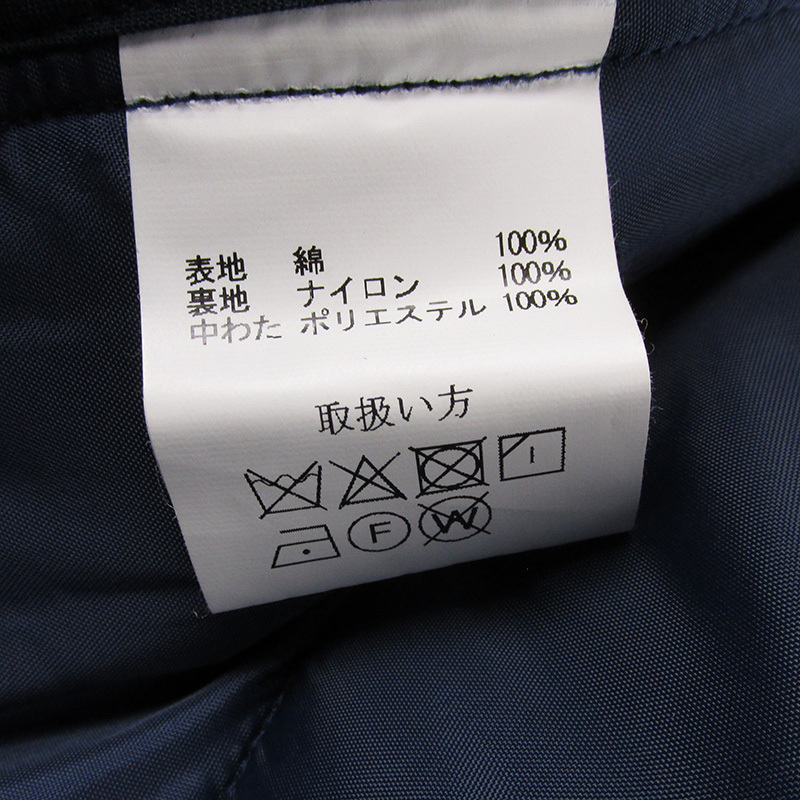 表地 綿 100%
裏地 ナイロン 100%
中わた ポリエステル 100%
取扱い方
F W